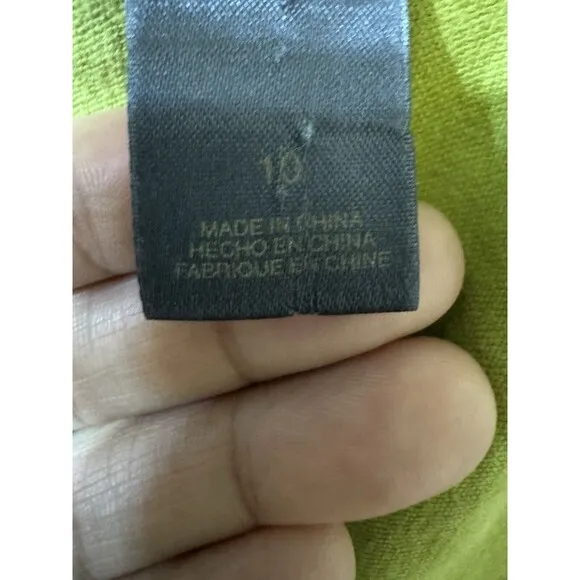 10
MADE IN CHINA
HECHO EN CHINA
FABRIQUE EN CHINE